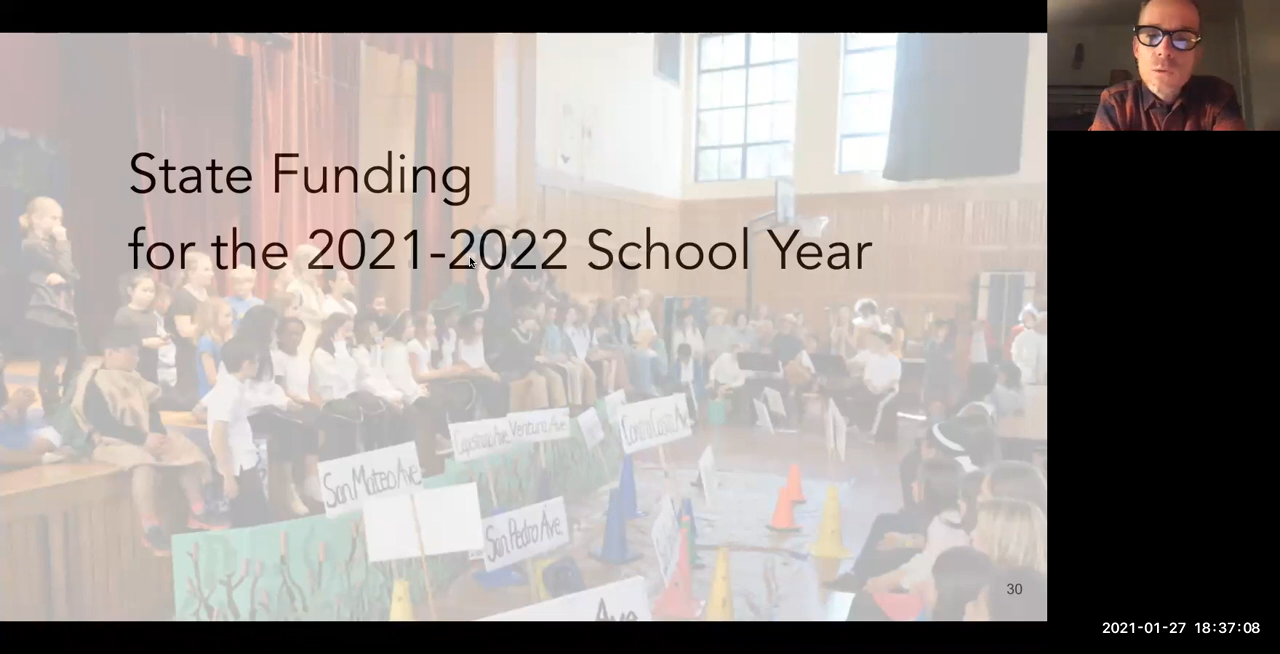 State Funding
for the 2021-2022 School Year
Capistrano Ave Ventura Ave.
Contra Costa Ave
San Mateo Ave
San Pedro Ave.
Ave
30
2021-01-27 18:37:08